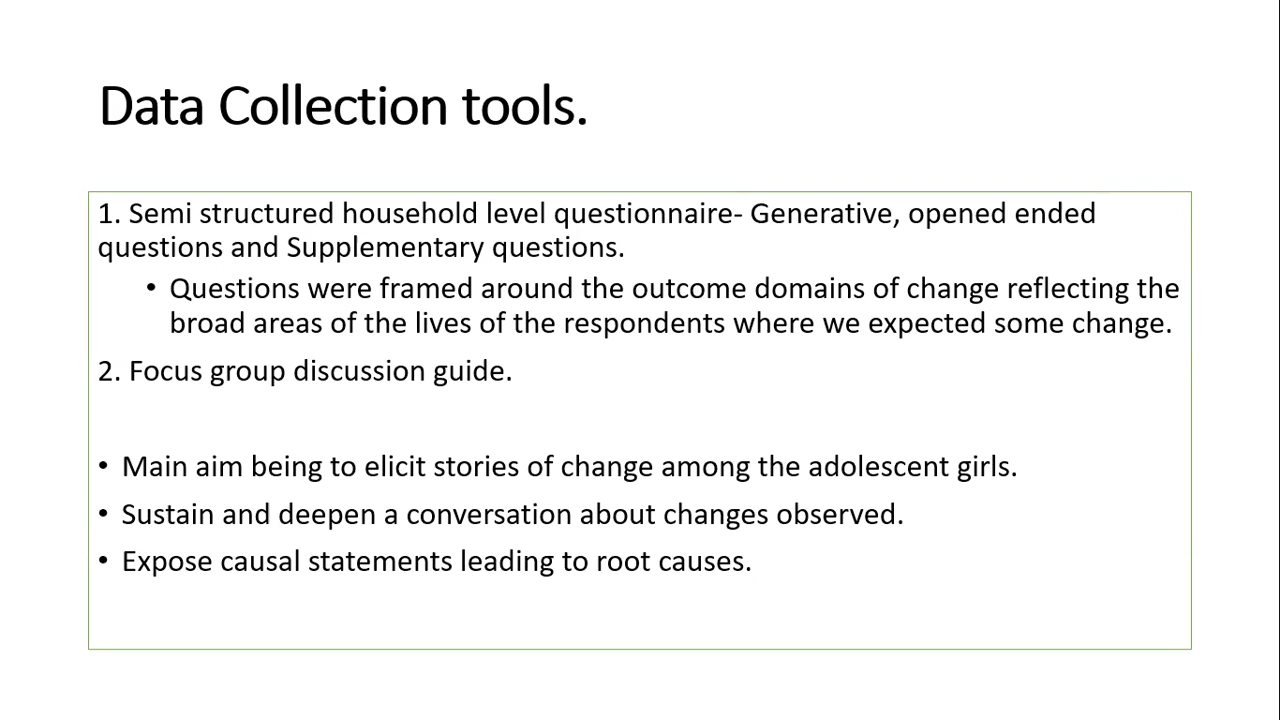 Data Collection tools.
1. Semi structured household level questionnaire- Generative, opened ended
questions and Supplementary questions.
• Questions were framed around the outcome domains of change reflecting the
broad areas of the lives of the respondents where we expected some change.
2. Focus group discussion guide.
• Main aim being to elicit stories of change among the adolescent girls.
• Sustain and deepen a conversation about changes observed.
• Expose causal statements leading to root causes.